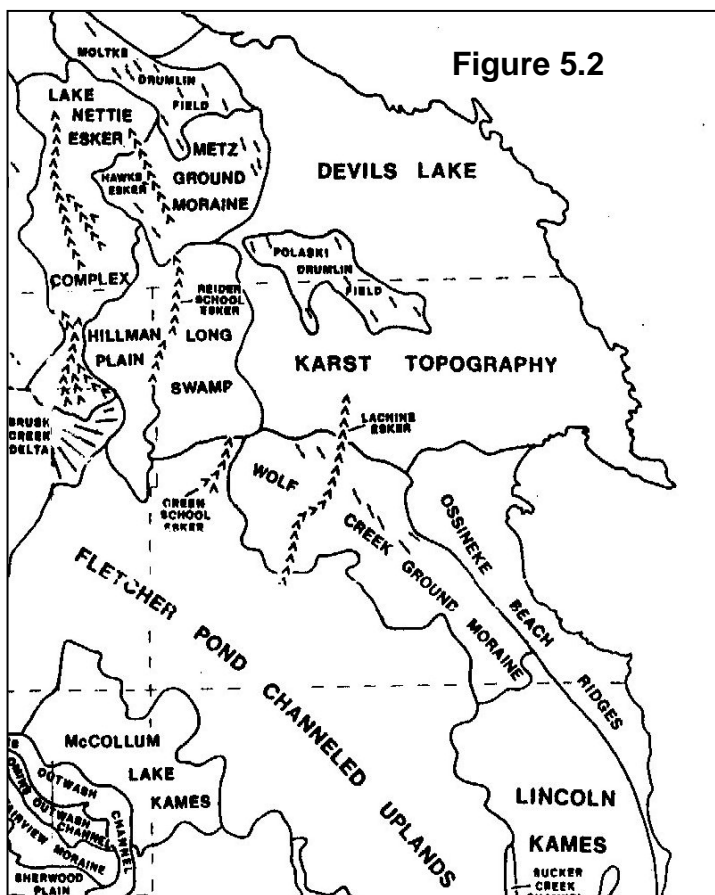 Figure 5.2
MOLTKE
DRUMLIN
FIELD
LAKE
NETTIE
ESKER
METZ
GROUND
MORAINE
HAWKS
ESKER
DEVILS LAKE
POLASKI
DRUMLIN
FIELD
COMPLEX
REIDER
SCHOOL
ESKER
HILLMAN
PLAIN
LONG
SWAMP
KARST TOPOGRAPHY
LACHINE
ESKER
BRUSH
CREEK
DELTA
WOLF
CREEK GROUND
MORAINE
GREEN
SCHOOL
ESKER
OSSINEKE
BEACH
RIDGES
FLETCHER POND CHANNELED UPLANDS
McCOLLUM
LAKE
KAMES
OUTWASH
CHANNEL
OUTWASH
CHANNEL
FAIRVIEW MORAINE
SHERWOOD
PLAIN
LINCOLN
KAMES
SUCKER
CREEK